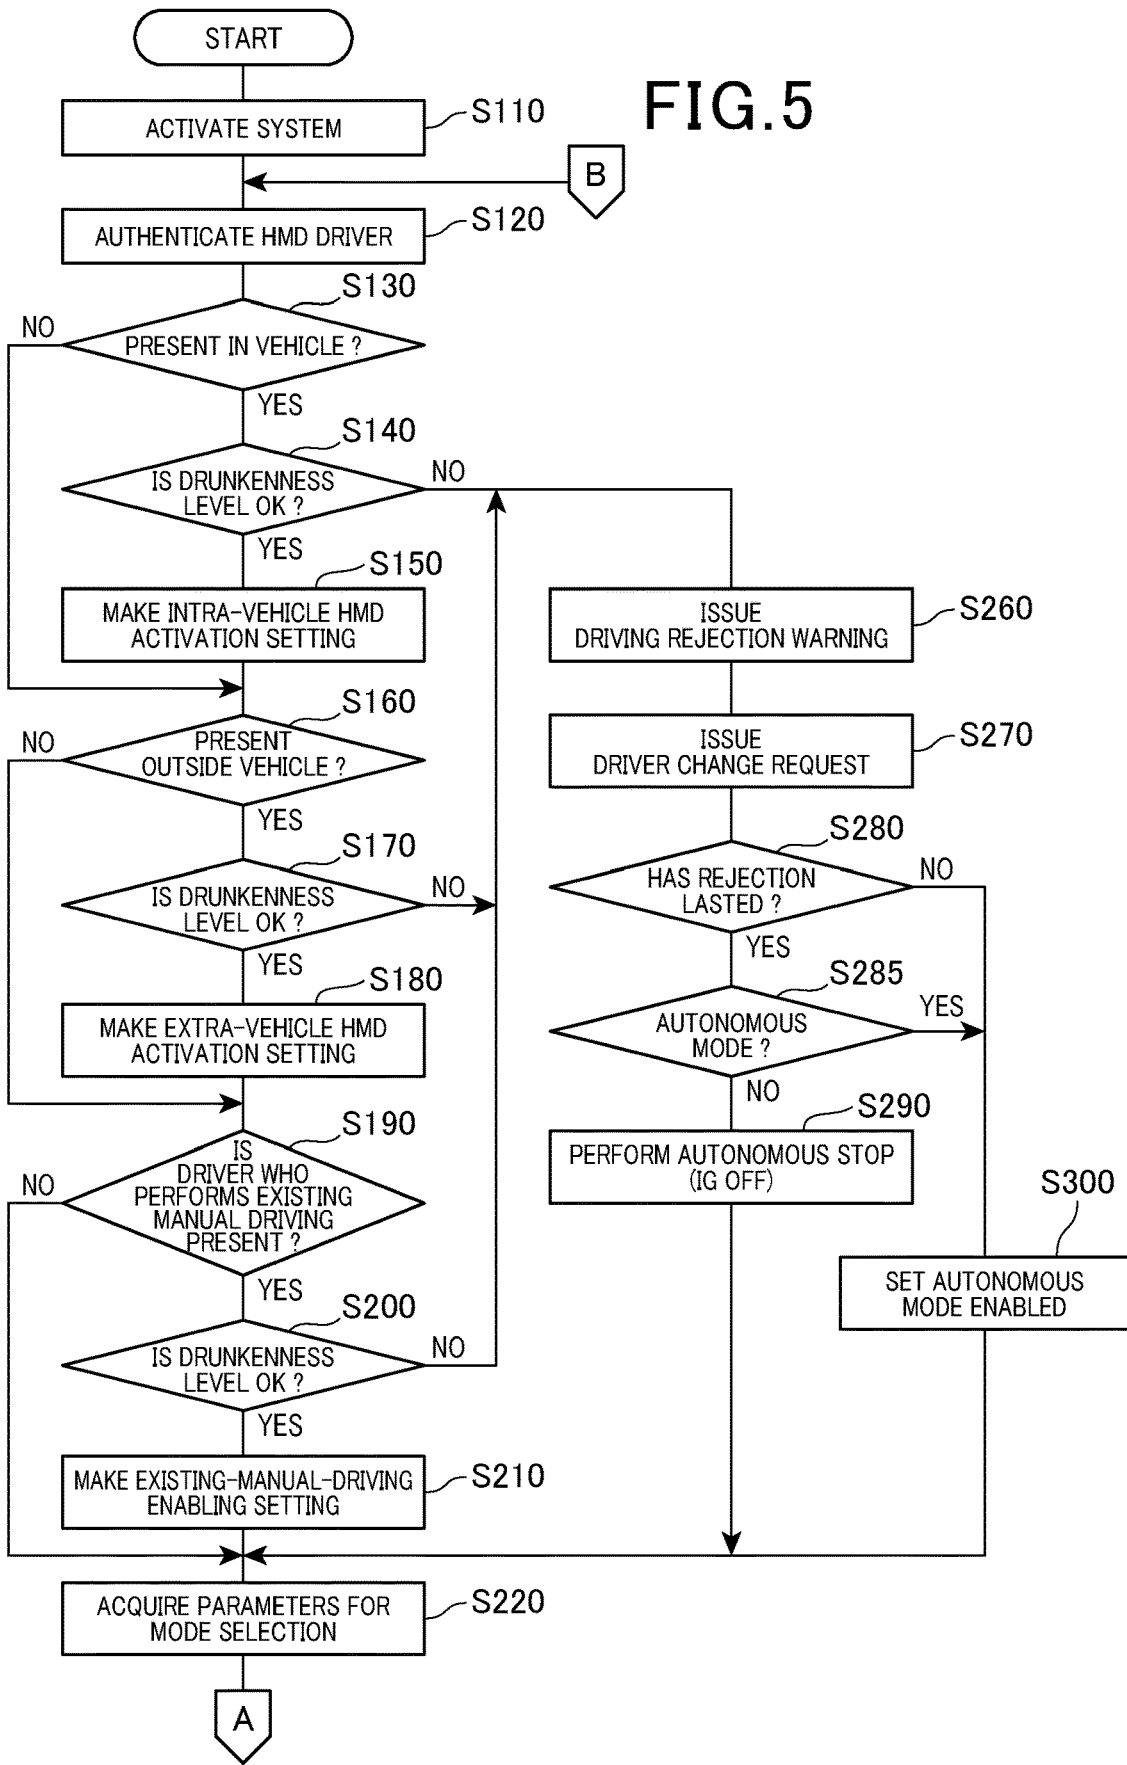 START
FIG.5
ACTIVATE SYSTEM
S110
B
AUTHENTICATE HMD DRIVER
S120
S130
NO
PRESENT IN VEHICLE ?
YES
S140
IS DRUNKENNESS
LEVEL OK ?
NO
YES
S150
MAKE INTRA-VEHICLE HMD
ACTIVATION SETTING
S160
NO
PRESENT
OUTSIDE VEHICLE ?
YES
S170
IS DRUNKENNESS
LEVEL OK ?
NO
YES
S180
MAKE EXTRA-VEHICLE HMD
ACTIVATION SETTING
S190
NO
IS
DRIVER WHO
PERFORMS EXISTING
MANUAL DRIVING
PRESENT ?
YES
S200
IS DRUNKENNESS
LEVEL OK ?
NO
YES
MAKE EXISTING-MANUAL-DRIVING
ENABLING SETTING
S210
ACQUIRE PARAMETERS FOR
MODE SELECTION
S220
A
ISSUE
DRIVING REJECTION WARNING
S260
ISSUE
DRIVER CHANGE REQUEST
S270
S280
HAS REJECTION
LASTED ?
NO
YES
S285
AUTONOMOUS
MODE ?
YES
NO
S290
PERFORM AUTONOMOUS STOP
(IG OFF)
S300
SET AUTONOMOUS
MODE ENABLED